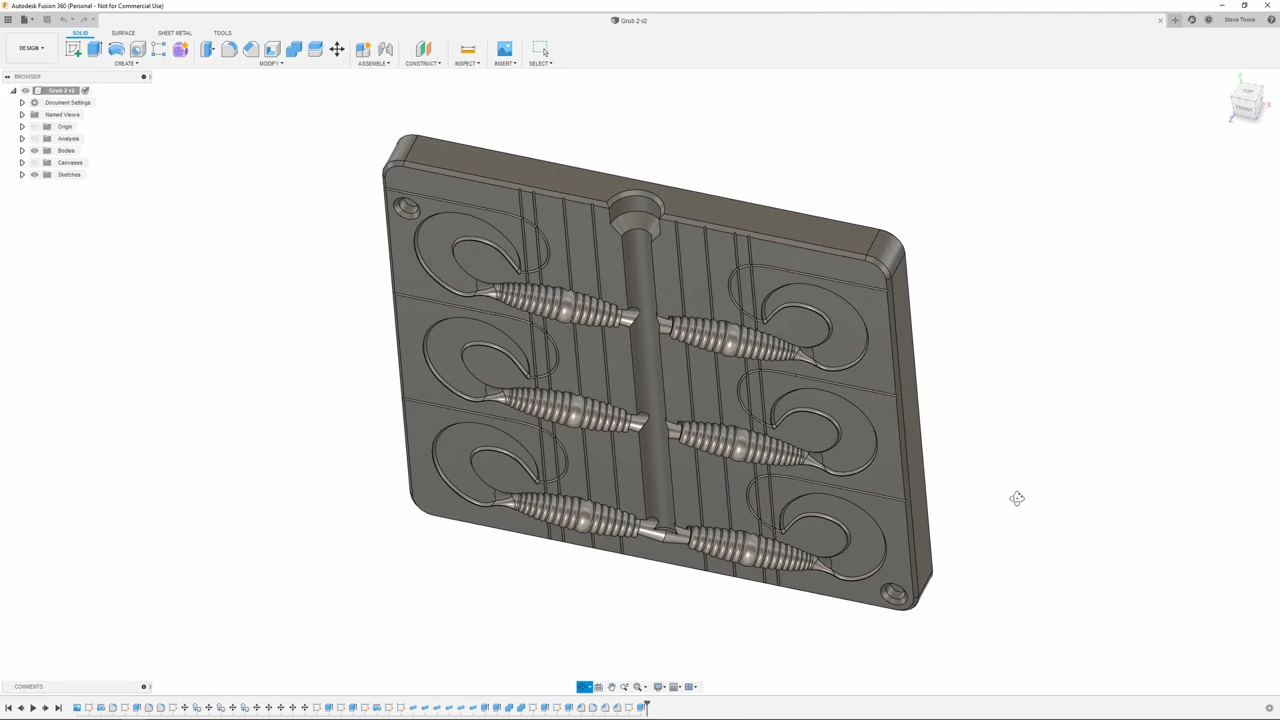 Autodesk Fusion 360 (Personal - Not for Commercial Use)
Grub 2 v2
Steve Thone
DESIGN
SOLID
SURFACE
SHEET METAL
TOOLS
CREATE
MODIFY
ASSEMBLE
CONSTRUCT
INSPECT
INSERT
SELECT
BROWSER
Grub 2 v2
Document Settings
Named Views
Origin
Analysis
Bodies
Canvases
Sketches
TOP
FRONT
Y
X
Z
COMMENTS